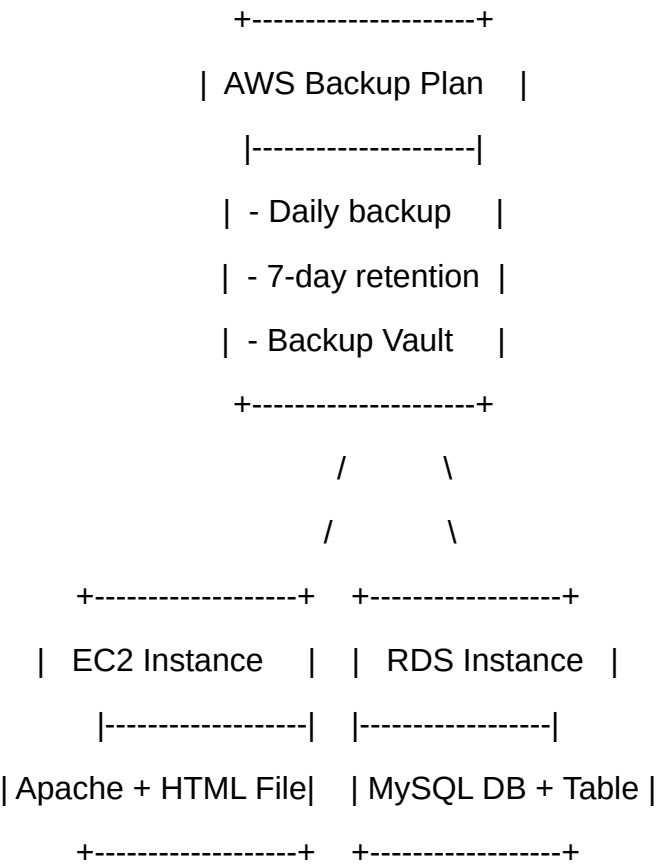 +---------------------+
| AWS Backup Plan |
|---------------------|
| - Daily backup |
| - 7-day retention |
| - Backup Vault |
+---------------------+
/ \
/ \
+-------------------+ +------------------+
| EC2 Instance | | RDS Instance |
|-------------------| |------------------|
| Apache + HTML File| | MySQL DB + Table |
+-------------------+ +------------------+